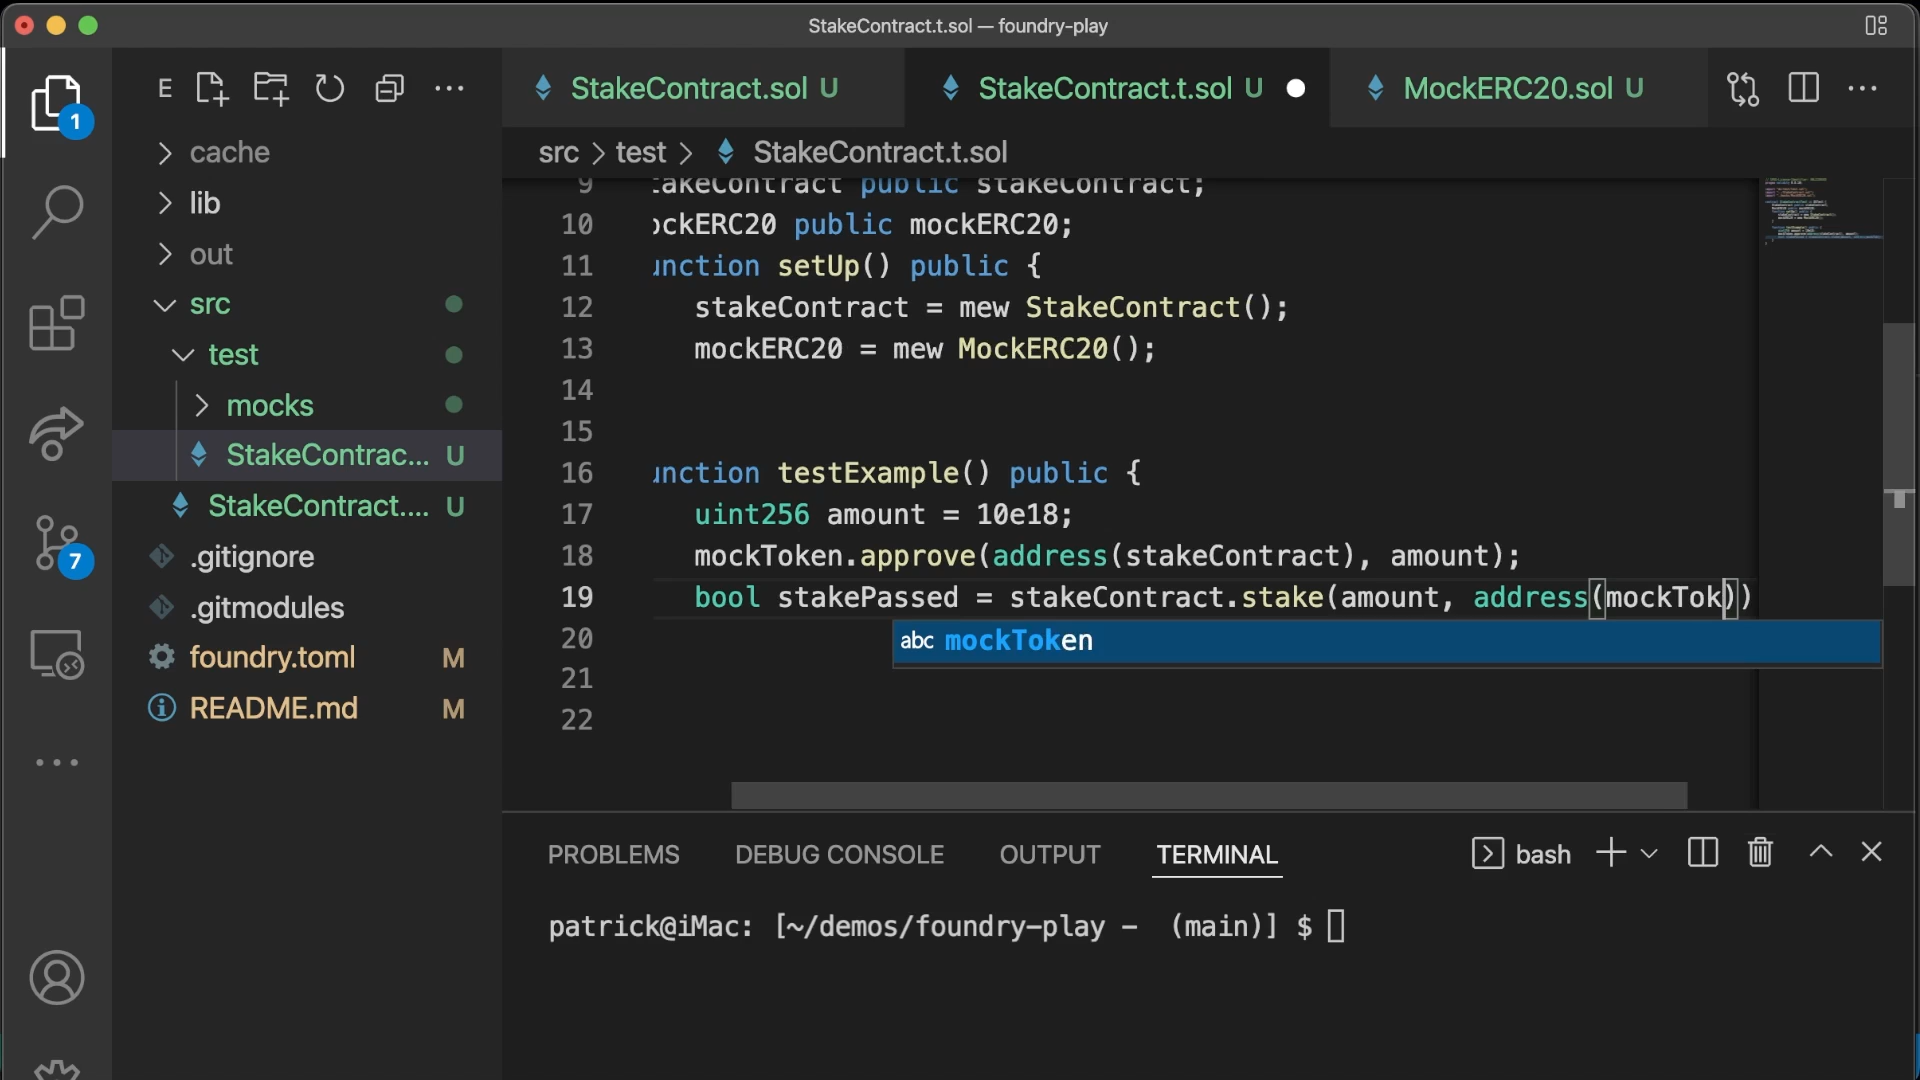 StakeContract.t.sol — foundry-play
E
StakeContract.sol U
StakeContract.t.sol U
MockERC20.sol U
1
cache
lib
out
src
test
mocks
StakeContrac... U
StakeContract.... U
.gitignore
.gitmodules
foundry.toml M
README.md M
7
src > test > StakeContract.t.sol
9 takeContract public stakeContract;
10 ockERC20 public mockERC20;
11 unction setUp() public {
12 stakeContract = mew StakeContract();
13 mockERC20 = mew MockERC20();
14
15
16 unction testExample() public {
17 uint256 amount = 10e18;
18 mockToken.approve(address(stakeContract), amount);
19 bool stakePassed = stakeContract.stake(amount, address(mockTok))
20
abc mockToken
21
22
PROBLEMS DEBUG CONSOLE OUTPUT TERMINAL
bash
patrick@iMac: [~/demos/foundry-play - (main)] $